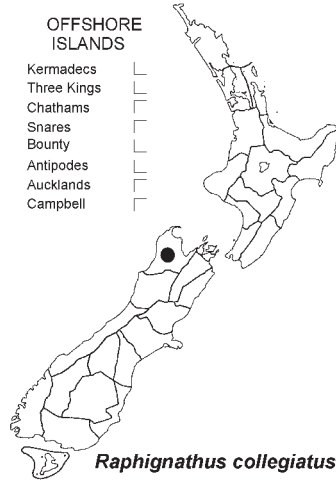 OFFSHORE
ISLANDS
Kermadecs
Three Kings
Chathams
Snares
Bounty
Antipodes
Aucklands
Campbell
Raphignathus collegiatus